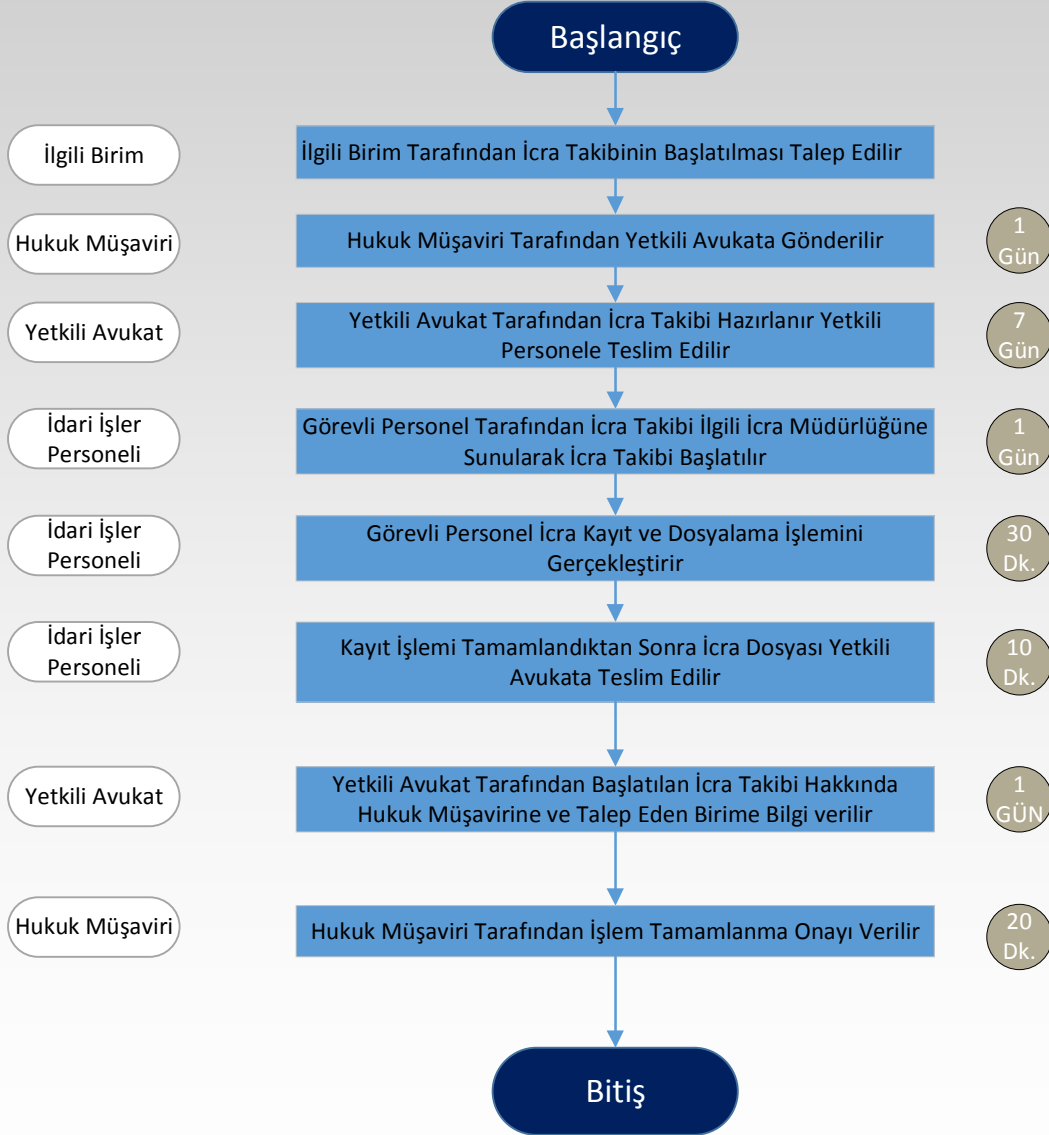 Başlangıç
İlgili Birim
İlgili Birim Tarafından İcra Takibinin Başlatılması Talep Edilir
Hukuk Müşaviri
Hukuk Müşaviri Tarafından Yetkili Avukata Gönderilir
1
Gün
Yetkili Avukat
Yetkili Avukat Tarafından İcra Takibi Hazırlanır Yetkili
Personele Teslim Edilir
7
Gün
İdari İşler
Personeli
Görevli Personel Tarafından İcra Takibi İlgili İcra Müdürlüğüne
Sunularak İcra Takibi Başlatılır
1
Gün
İdari İşler
Personeli
Görevli Personel İcra Kayıt ve Dosyalama İşlemini
Gerçekleştirir
30
Dk.
İdari İşler
Personeli
Kayıt İşlemi Tamamlandıktan Sonra İcra Dosyası Yetkili
Avukata Teslim Edilir
10
Dk.
Yetkili Avukat
Yetkili Avukat Tarafından Başlatılan İcra Takibi Hakkında
Hukuk Müşavirine ve Talep Eden Birime Bilgi verilir
1
GÜN
Hukuk Müşaviri
Hukuk Müşaviri Tarafından İşlem Tamamlanma Onayı Verilir
20
Dk.
Bitiş